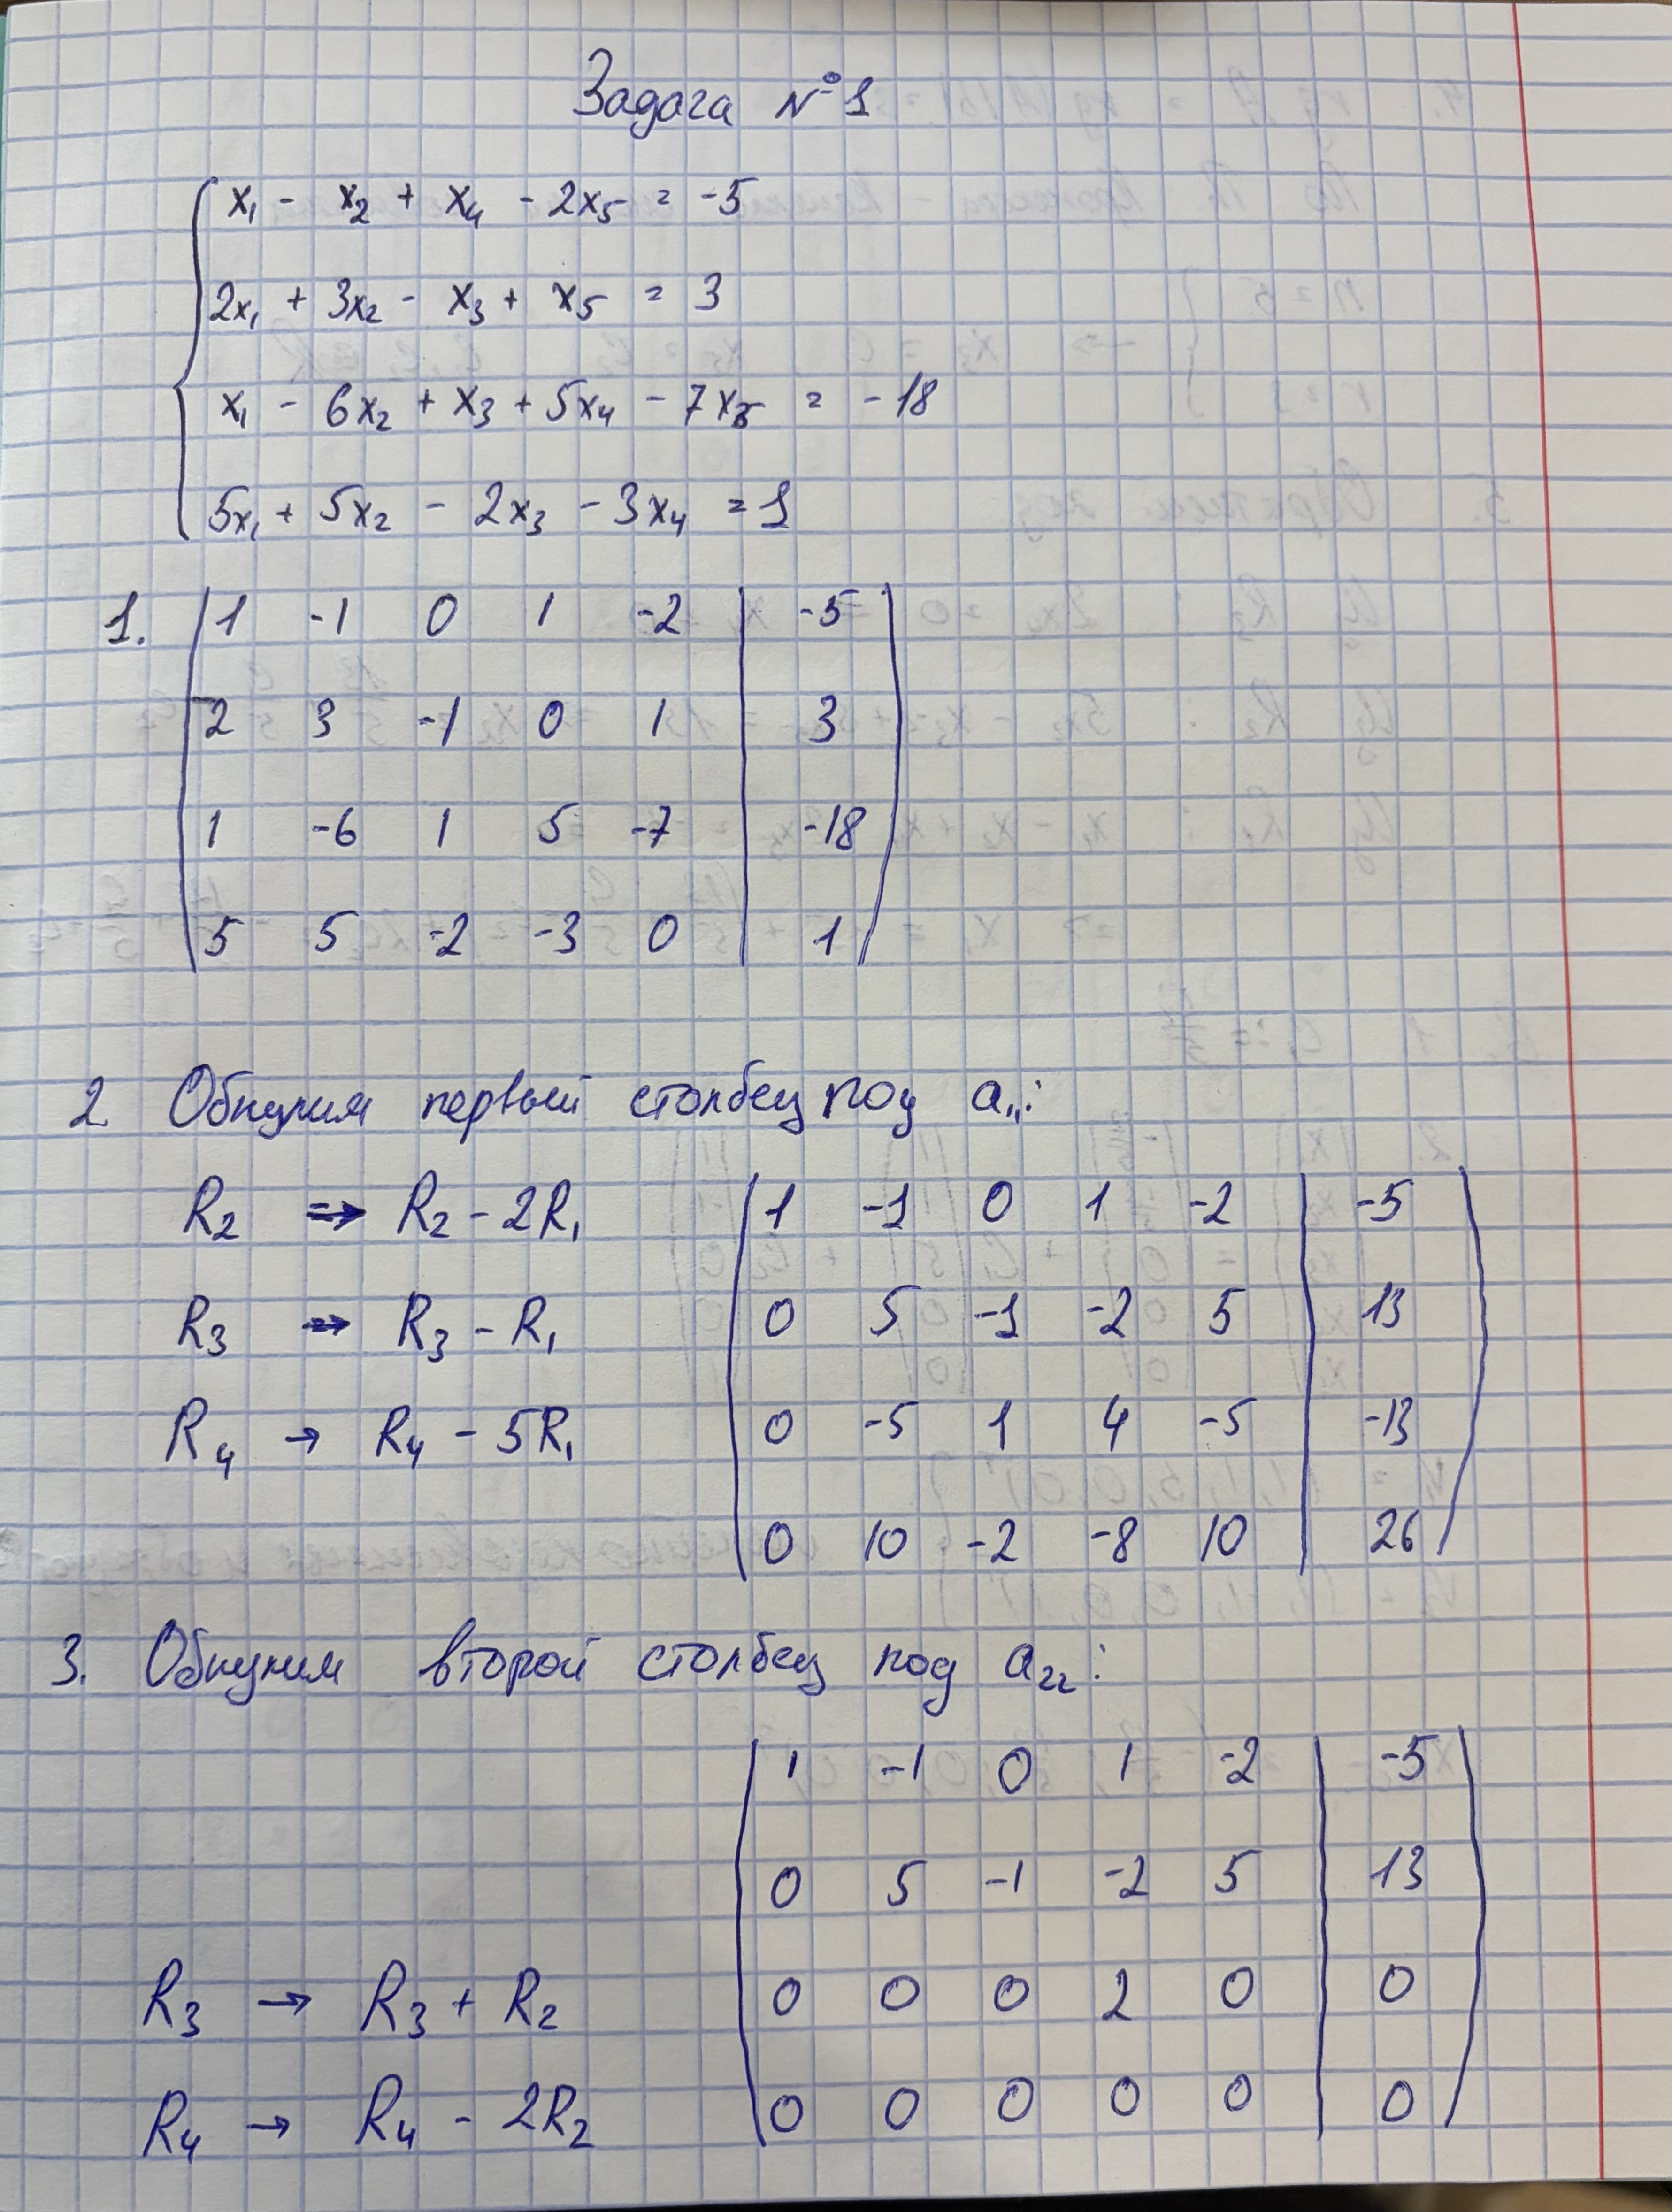 Задача №1
x₁ - x₂ + x₄ - 2x₅ = -5
2x₁ + 3x₂ - x₃ + x₅ = 3
x₁ - 6x₂ + x₃ + 5x₄ - 7x₅ = -18
5x₁ + 5x₂ - 2x₃ - 3x₄ = 1
1. 1 -1 0 1 -2 | -5
2 3 -1 0 1 | 3
1 -6 1 5 -7 | -18
5 5 -2 -3 0 | 1
2 Обнулим первый столбец под a₁₁:
R₂ → R₂ - 2R₁ 1 -1 0 1 -2 | -5
R₃ → R₃ - R₁ 0 5 -1 -2 5 | 13
R₄ → R₄ - 5R₁ 0 -5 1 4 -5 | -13
0 10 -2 -8 10 | 26
3. Обнулим второй столбец под a₂₂:
1 -1 0 1 -2 | -5
0 5 -1 -2 5 | 13
R₃ → R₃ + R₂ 0 0 0 2 0 | 0
R₄ → R₄ - 2R₂ 0 0 0 0 0 | 0